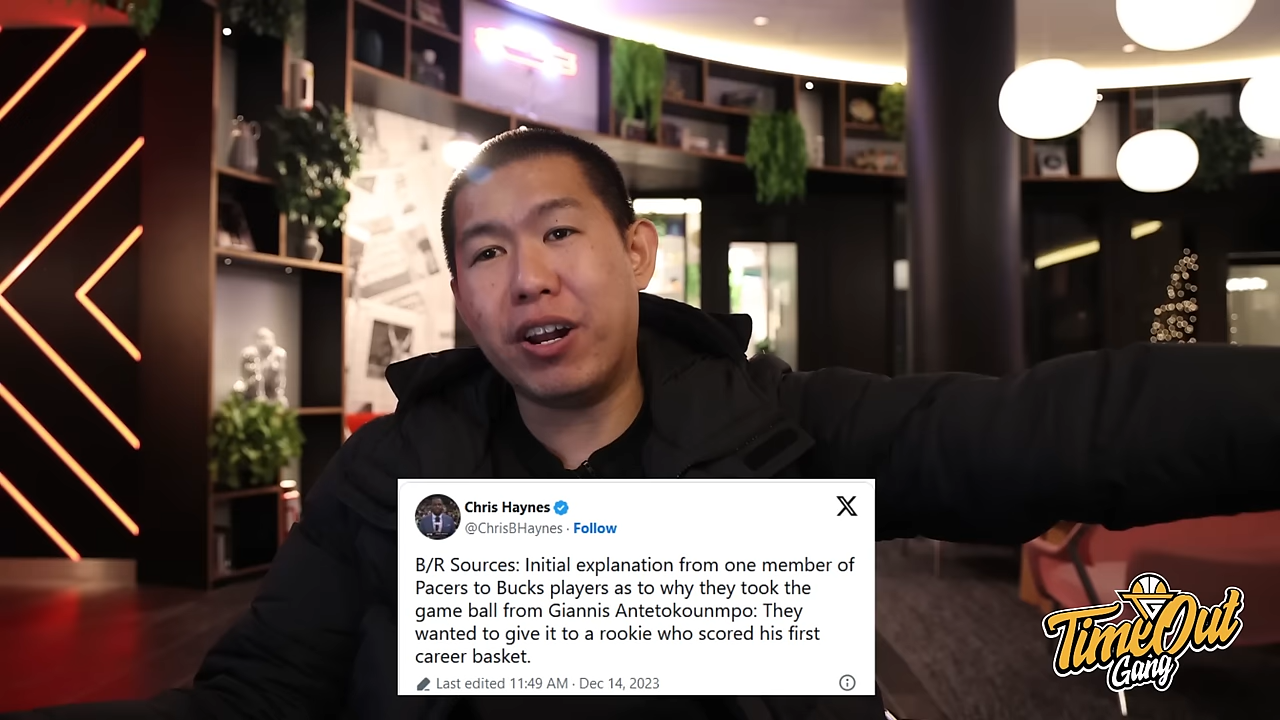 Chris Haynes
@ChrisBHaynes · Follow
B/R Sources: Initial explanation from one member of
Pacers to Bucks players as to why they took the
game ball from Giannis Antetokounmpo: They
wanted to give it to a rookie who scored his first
career basket.
Last edited 11:49 AM · Dec 14, 2023
TimeOut
Gang